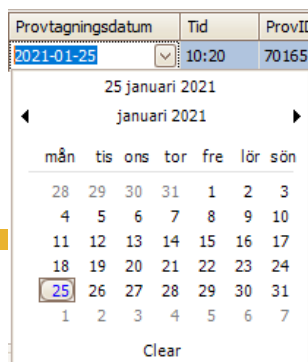 Provtagningsdatum Tid ProvID
2021-01-25 10:20 70165
25 januari 2021
januari 2021
mån tis ons tor fre lör sön
28 29 30 31 1 2 3
4 5 6 7 8 9 10
11 12 13 14 15 16 17
18 19 20 21 22 23 24
25 26 27 28 29 30 31
1 2 3 4 5 6 7
Clear